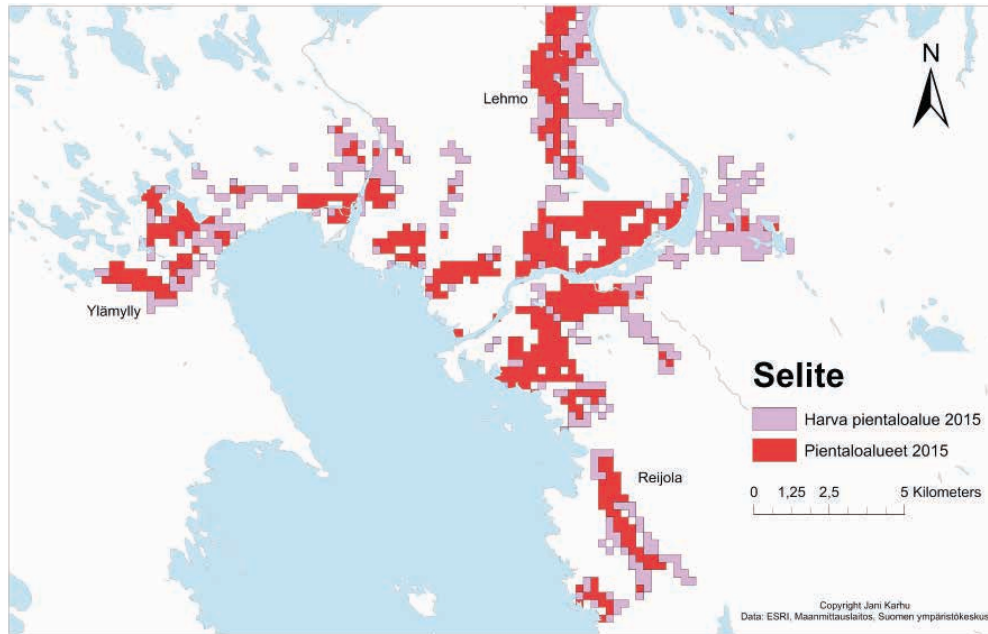 N
Lehmo
Ylämylly
Selite
Harva pientaloalue 2015
Pientaloalueet 2015
Reijola
0 1,25 2,5 5 Kilometers
Copyright Jani Karhu
Data: ESRI, Maanmittauslaitos, Suomen ympäristökeskus